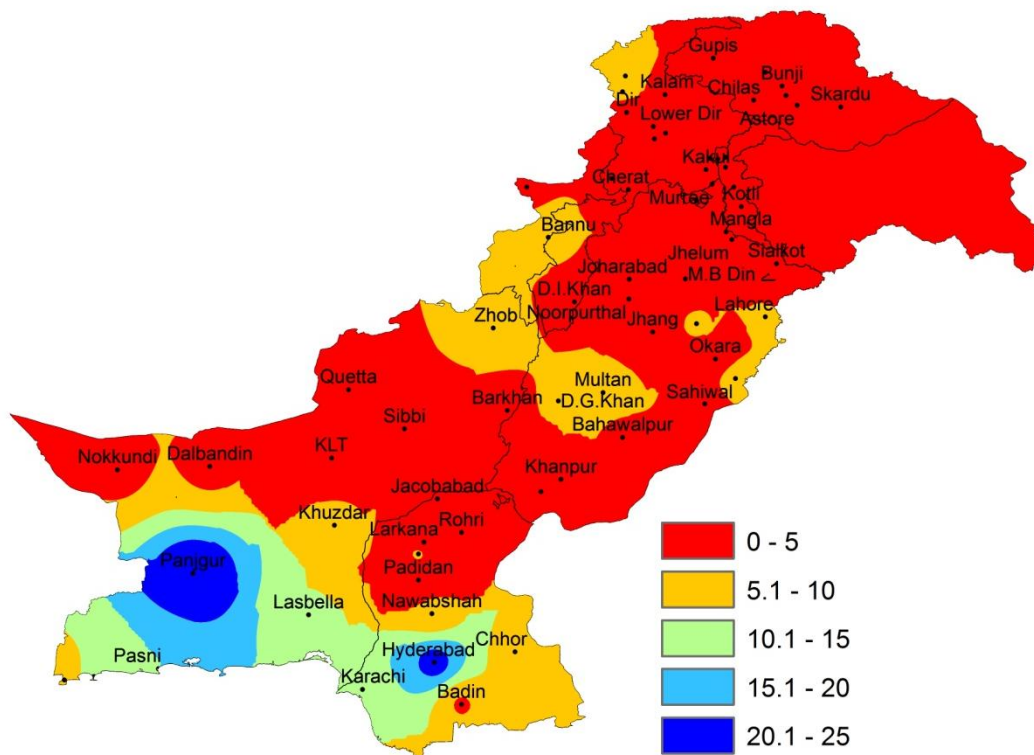 Gupis
Bunji
Kalam
Chilas
Skardu
Dir
Lower Dir
Astore
Cherat
Kotli
Mangla
Bannu
Jhelum
Sialkot
Joharabad
M.B Din
D.I.Khan
Noorpurthal
Lahore
Zhob
Jhang
Okara
Quetta
Multan
Barkhan
D.G.Khan
Sahiwal
Sibbi
Bahawalpur
Nokkundi
Dalbandin
KLT
Khanpur
Jacobabad
Khuzdar
Larkana
Rohri
Panjgur
Padidan
Lasbella
Nawabshah
Pasni
Hyderabad
Chhor
Karachi
Badin
0 - 5
5.1 - 10
10.1 - 15
15.1 - 20
20.1 - 25